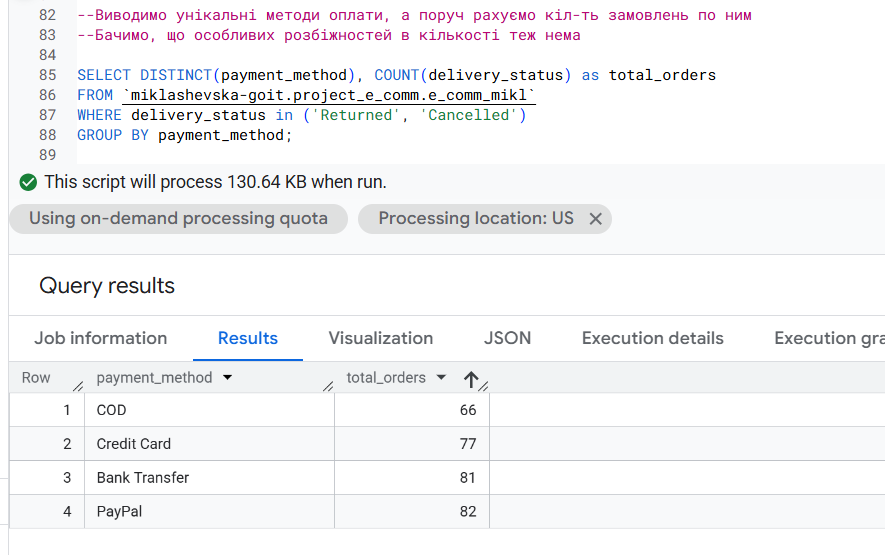 82 --Виводимо унікальні методи оплати, а поруч рахуємо кіл-ть замовлень по ним
83 --Бачимо, що особливих розбіжностей в кількості теж нема
84
85 SELECT DISTINCT(payment_method), COUNT(delivery_status) as total_orders
86 FROM `miklashevska-goit.project_e_comm.e_comm_mikl`
87 WHERE delivery_status in ('Returned', 'Cancelled')
88 GROUP BY payment_method;
89
This script will process 130.64 KB when run.
Using on-demand processing quota Processing location: US
Query results
Job information Results Visualization JSON Execution details Execution gra
Row payment_method total_orders
1 COD 66
2 Credit Card 77
3 Bank Transfer 81
4 PayPal 82